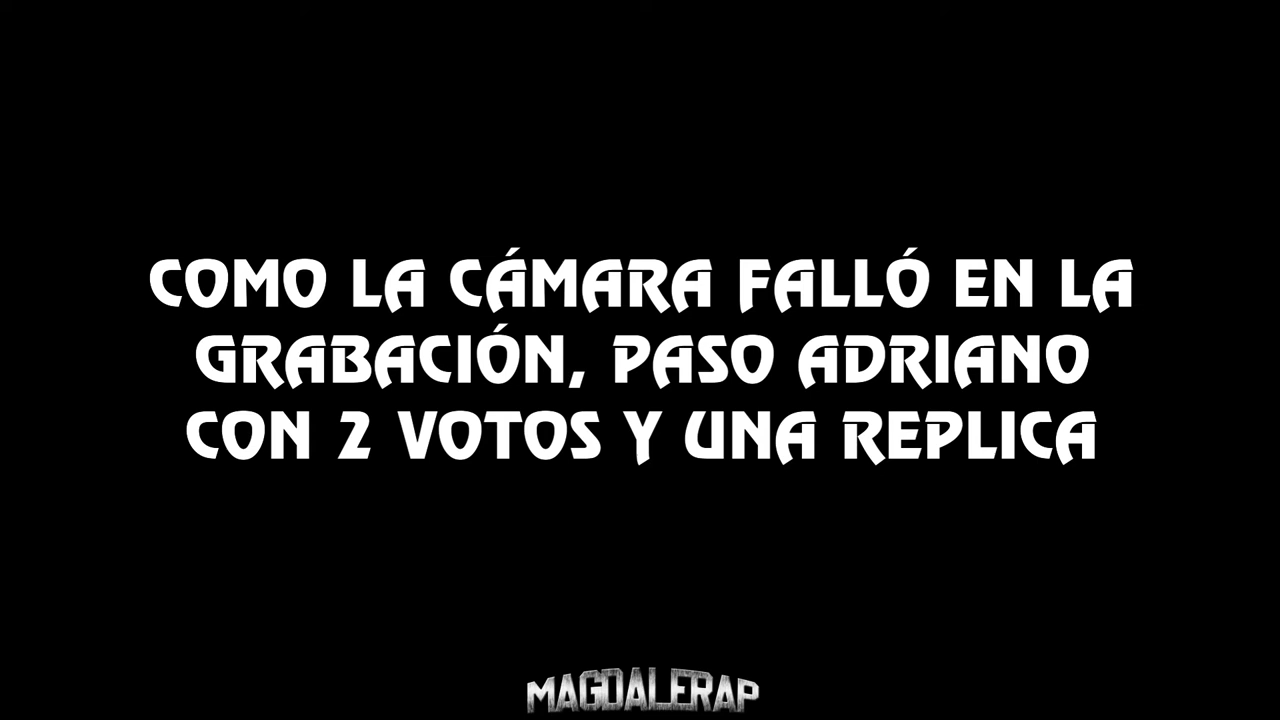 COMO LA CÁMARA FALLÓ EN LA
GRABACIÓN, PASO ADRIANO
CON 2 VOTOS Y UNA REPLICA
MAGDALERAP